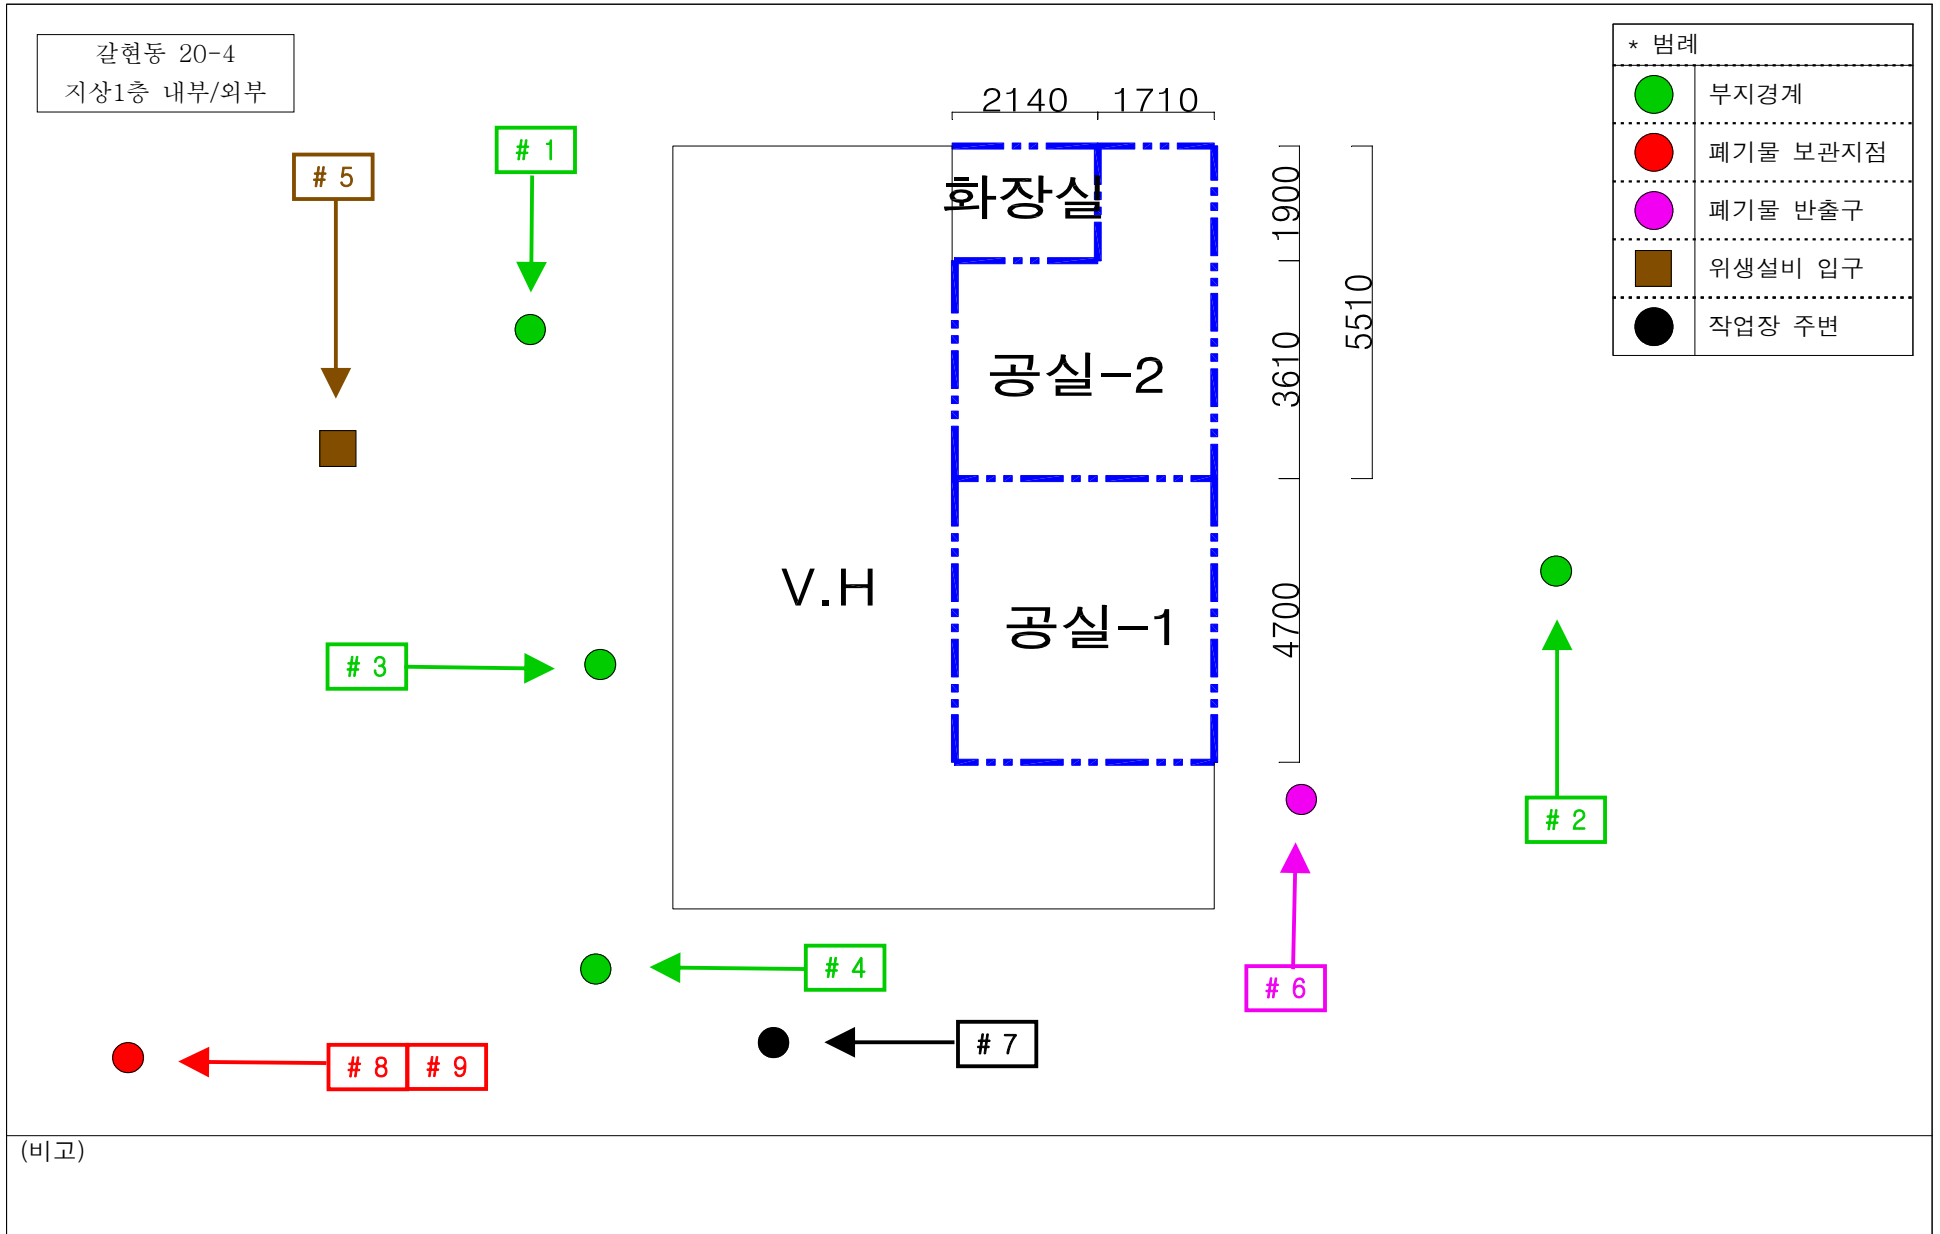 갈현동 20-4
지상1층 내부/외부
* 범례
부지경계
폐기물 보관지점
폐기물 반출구
위생설비 입구
작업장 주변
2140 1710
# 1
# 5
화장실
1900
5510
3610
공실-2
V.H
공실-1
4700
# 3
# 2
# 4
# 6
# 7
# 8 # 9
(비고)